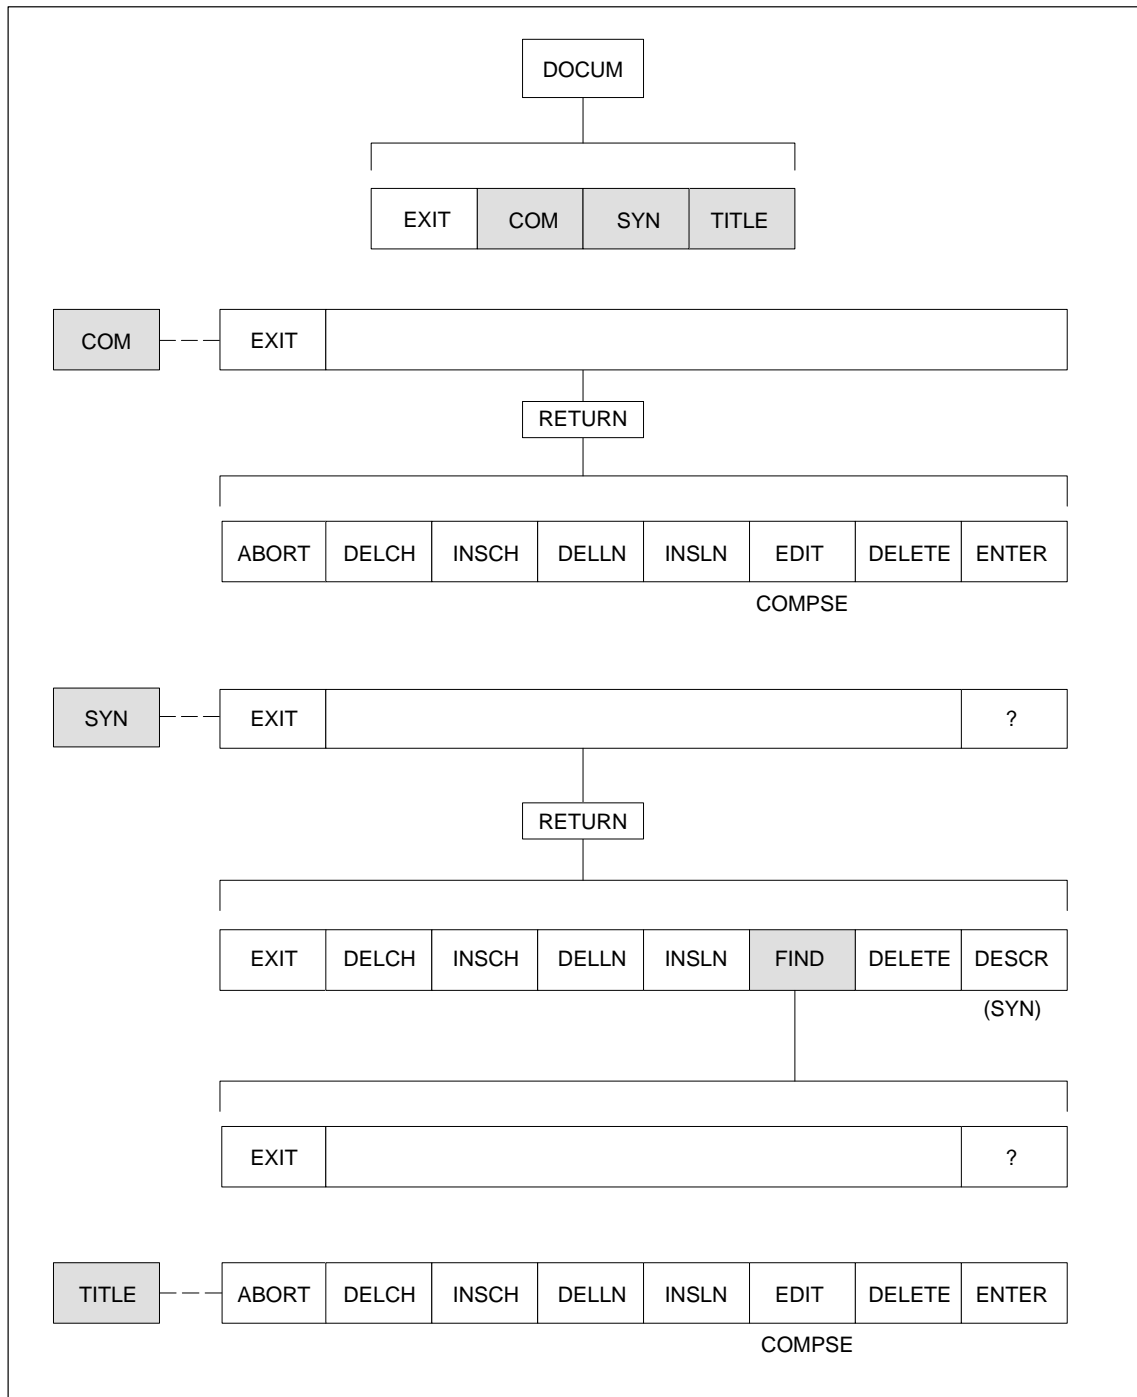 DOCUM
EXIT COM SYN TITLE
COM EXIT
RETURN
ABORT DELCH INSCH DELLN INSLN EDIT DELETE ENTER
COMPSE
SYN EXIT ?
RETURN
EXIT DELCH INSCH DELLN INSLN FIND DELETE DESCR
(SYN)
EXIT ?
TITLE ABORT DELCH INSCH DELLN INSLN EDIT DELETE ENTER
COMPSE